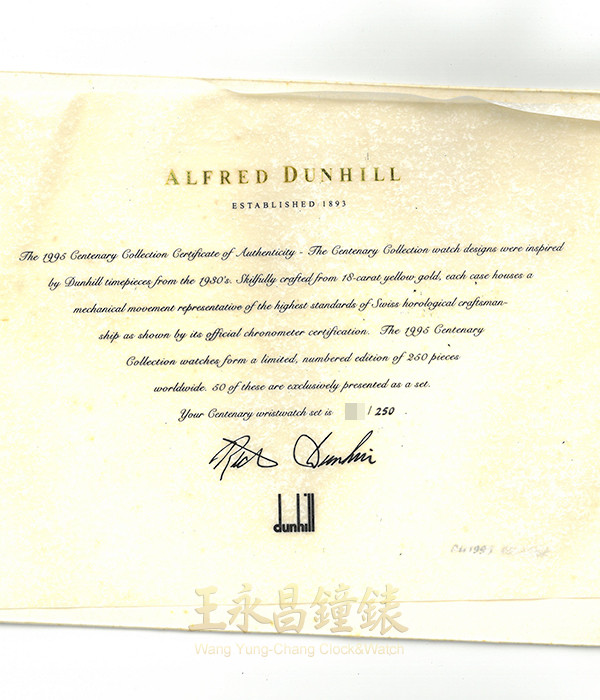 ALFRED DUNHILL
ESTABLISHED 1893
The 1995 Centenary Collection Certificate of Authenticity - The Centenary Collection watch designs were inspired
by Dunhill timepieces from the 1930's. Skilfully crafted from 18-carat yellow gold, each case houses a
mechanical movement representative of the highest standards of Swiss horological craftsman-
ship as shown by its official chronometer certification. The 1995 Centenary
Collection watches form a limited, numbered edition of 250 pieces
worldwide. 50 of these are exclusively presented as a set.
Your Centenary wristwatch set is / 250
Dunhill
dunhill
王永昌鐘錶
Wang Yung-Chang Clock&Watch